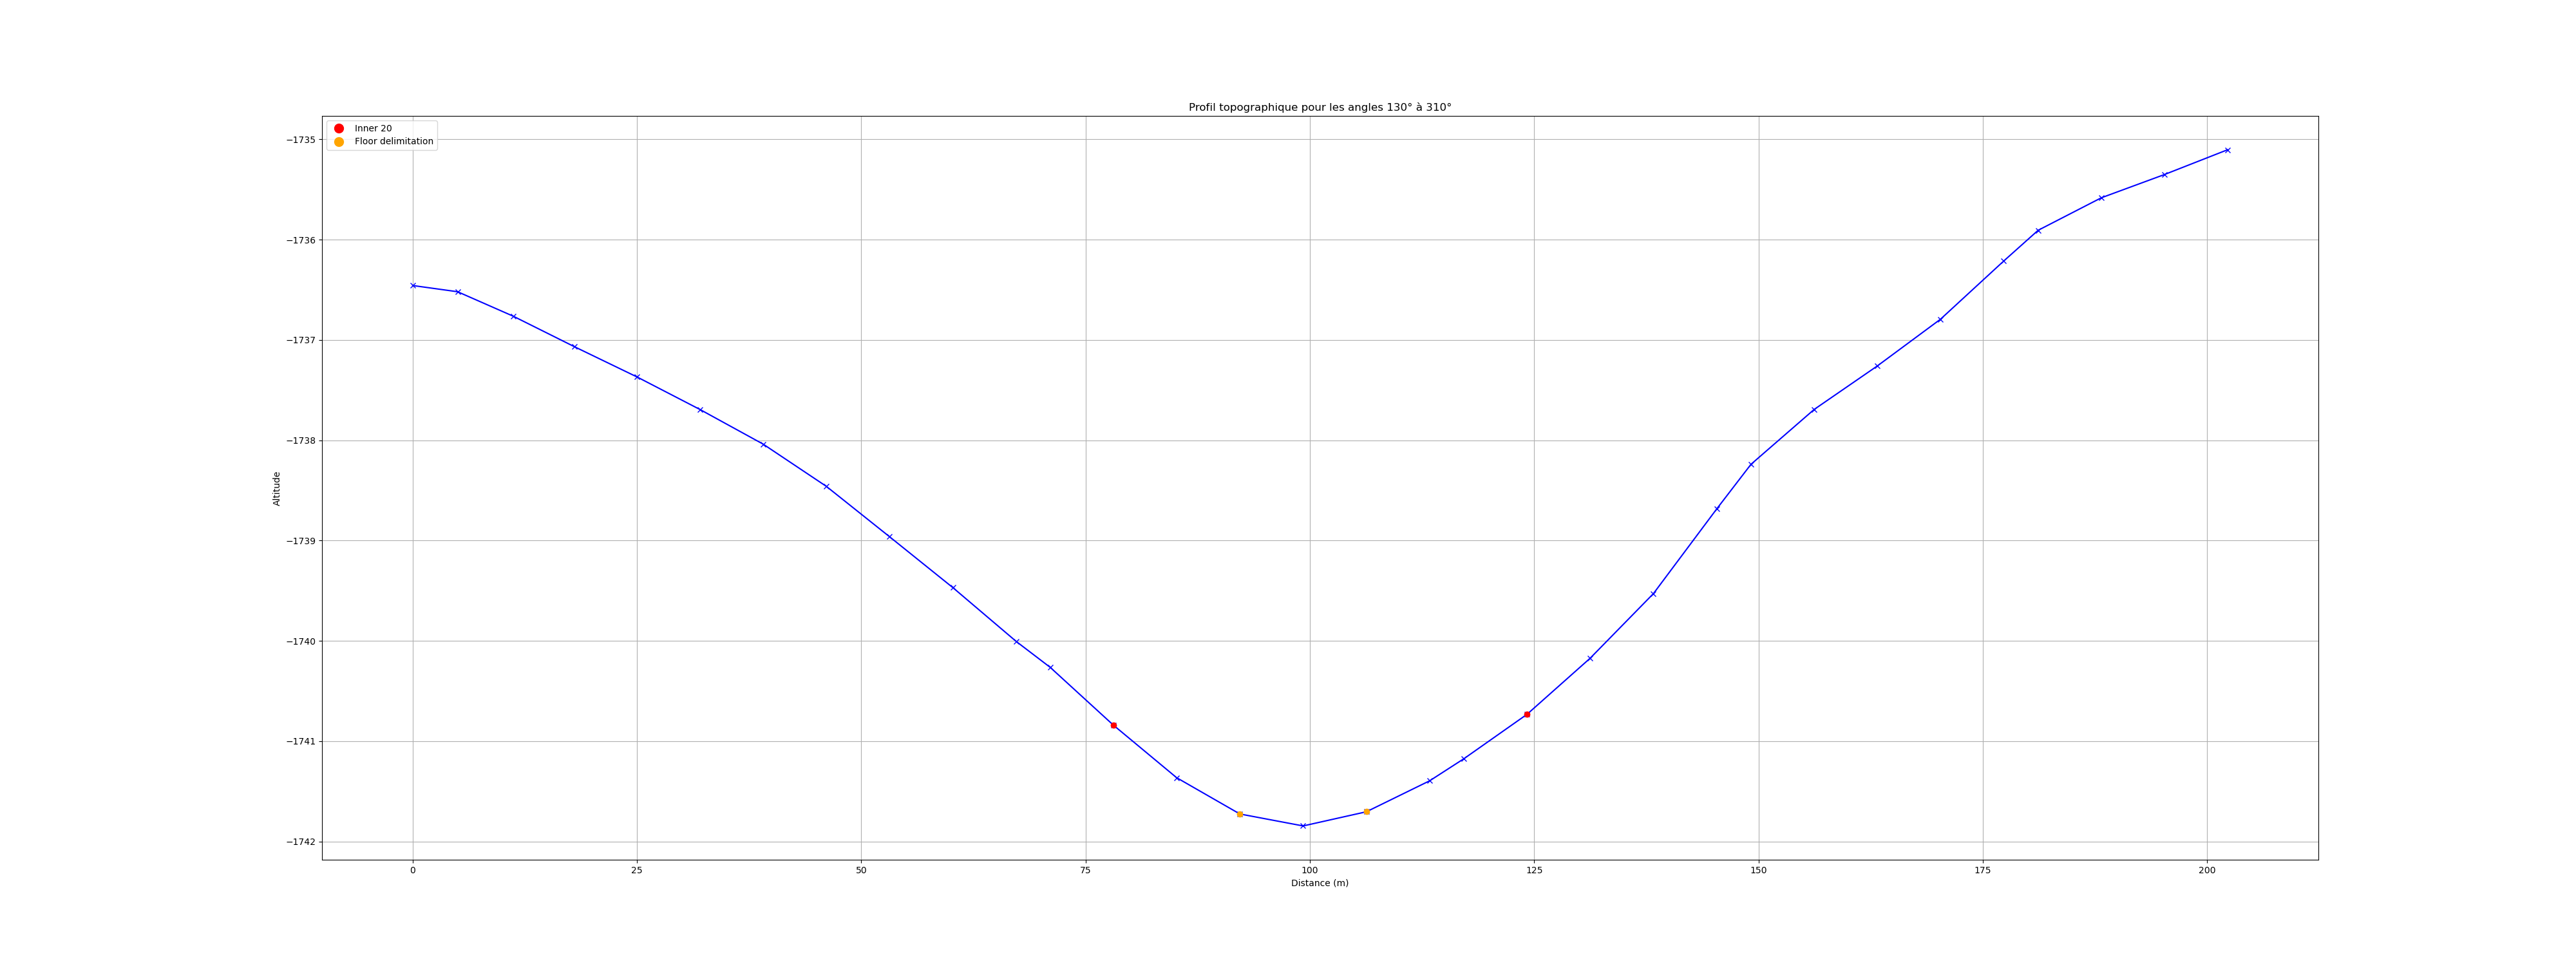 Profil topographique pour les angles 130° à 310°
Inner 20
Floor delimitation
−1735
−1736
−1737
−1738
−1739
−1740
−1741
−1742
Altitude
0 25 50 75 100 125 150 175 200
Distance (m)